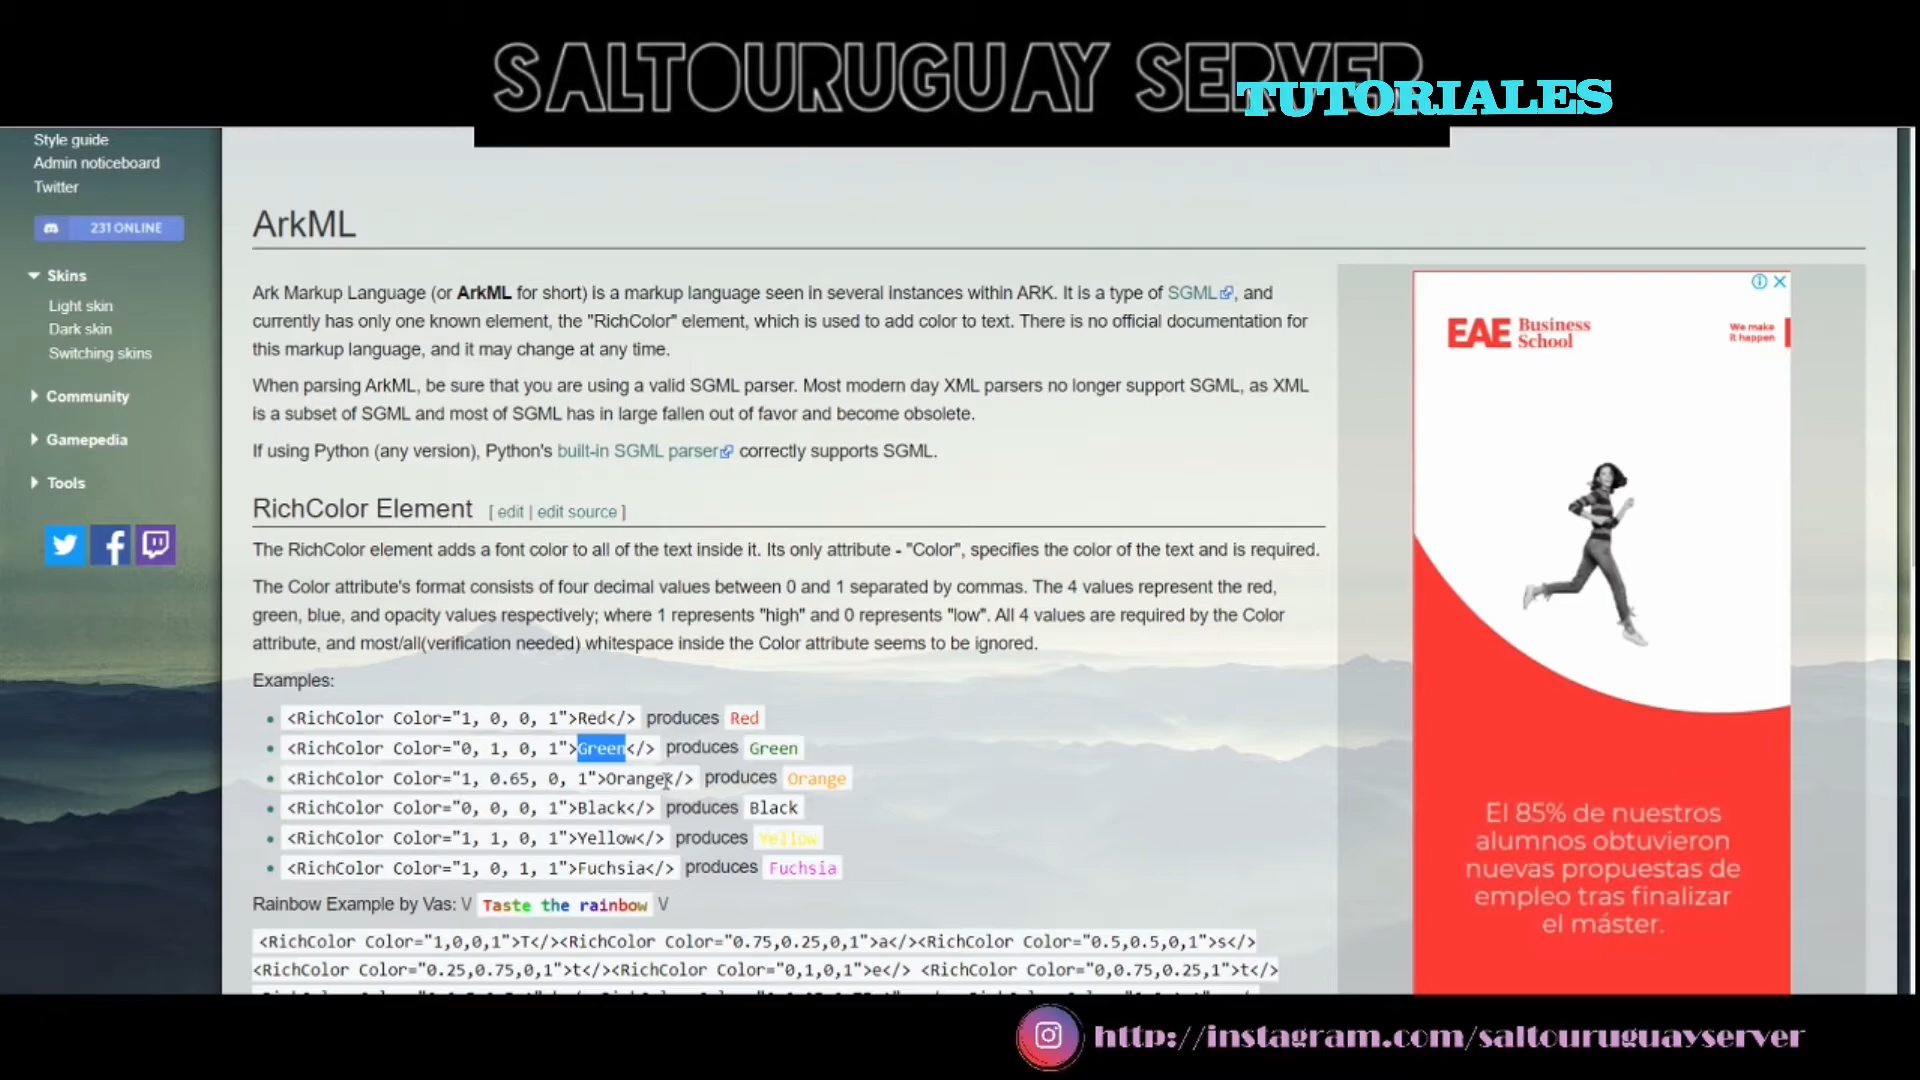 SALTOURUGUAY SERVER
TUTORIALES
Style guide
Admin noticeboard
Twitter
231 ONLINE
Skins
Light skin
Dark skin
Switching skins
Community
Gamepedia
Tools
ArkML
Ark Markup Language (or ArkML for short) is a markup language seen in several instances within ARK. It is a type of SGML, and
currently has only one known element, the "RichColor" element, which is used to add color to text. There is no official documentation for
this markup language, and it may change at any time.
When parsing ArkML, be sure that you are using a valid SGML parser. Most modern day XML parsers no longer support SGML, as XML
is a subset of SGML and most of SGML has in large fallen out of favor and become obsolete.
If using Python (any version), Python's built-in SGML parser correctly supports SGML.
RichColor Element [ edit | edit source ]
The RichColor element adds a font color to all of the text inside it. Its only attribute - "Color", specifies the color of the text and is required.
The Color attribute's format consists of four decimal values between 0 and 1 separated by commas. The 4 values represent the red,
green, blue, and opacity values respectively; where 1 represents "high" and 0 represents "low". All 4 values are required by the Color
attribute, and most/all(verification needed) whitespace inside the Color attribute seems to be ignored.
Examples:
<RichColor Color="1, 0, 0, 1">Red</> produces Red
<RichColor Color="0, 1, 0, 1">Green</> produces Green
<RichColor Color="1, 0.65, 0, 1">Orange</> produces Orange
<RichColor Color="0, 0, 0, 1">Black</> produces Black
<RichColor Color="1, 1, 0, 1">Yellow</> produces Yellow
<RichColor Color="1, 0, 1, 1">Fuchsia</> produces Fuchsia
Rainbow Example by Vas: \/ Taste the rainbow \/
<RichColor Color="1,0,0,1">T</><RichColor Color="0.75,0.25,0,1">a</><RichColor Color="0.5,0.5,0,1">s</>
<RichColor Color="0.25,0.75,0,1">t</><RichColor Color="0,1,0,1">e</> <RichColor Color="0,0.75,0.25,1">t</>
EAE Business
School
We make
it happen
El 85% de nuestros
alumnos obtuvieron
nuevas propuestas de
empleo tras finalizar
el máster.
http://instagram.com/saltouruguayserver